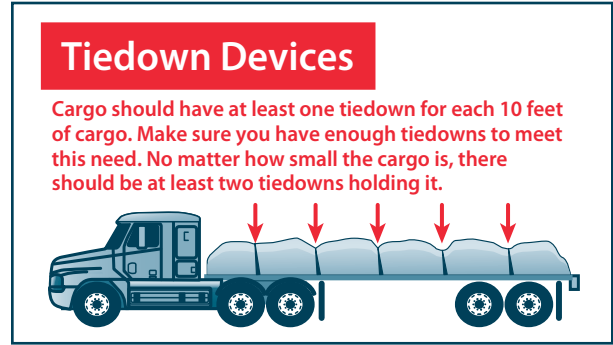 Tiedown Devices
Cargo should have at least one tiedown for each 10 feet
of cargo. Make sure you have enough tiedowns to meet
this need. No matter how small the cargo is, there
should be at least two tiedowns holding it.